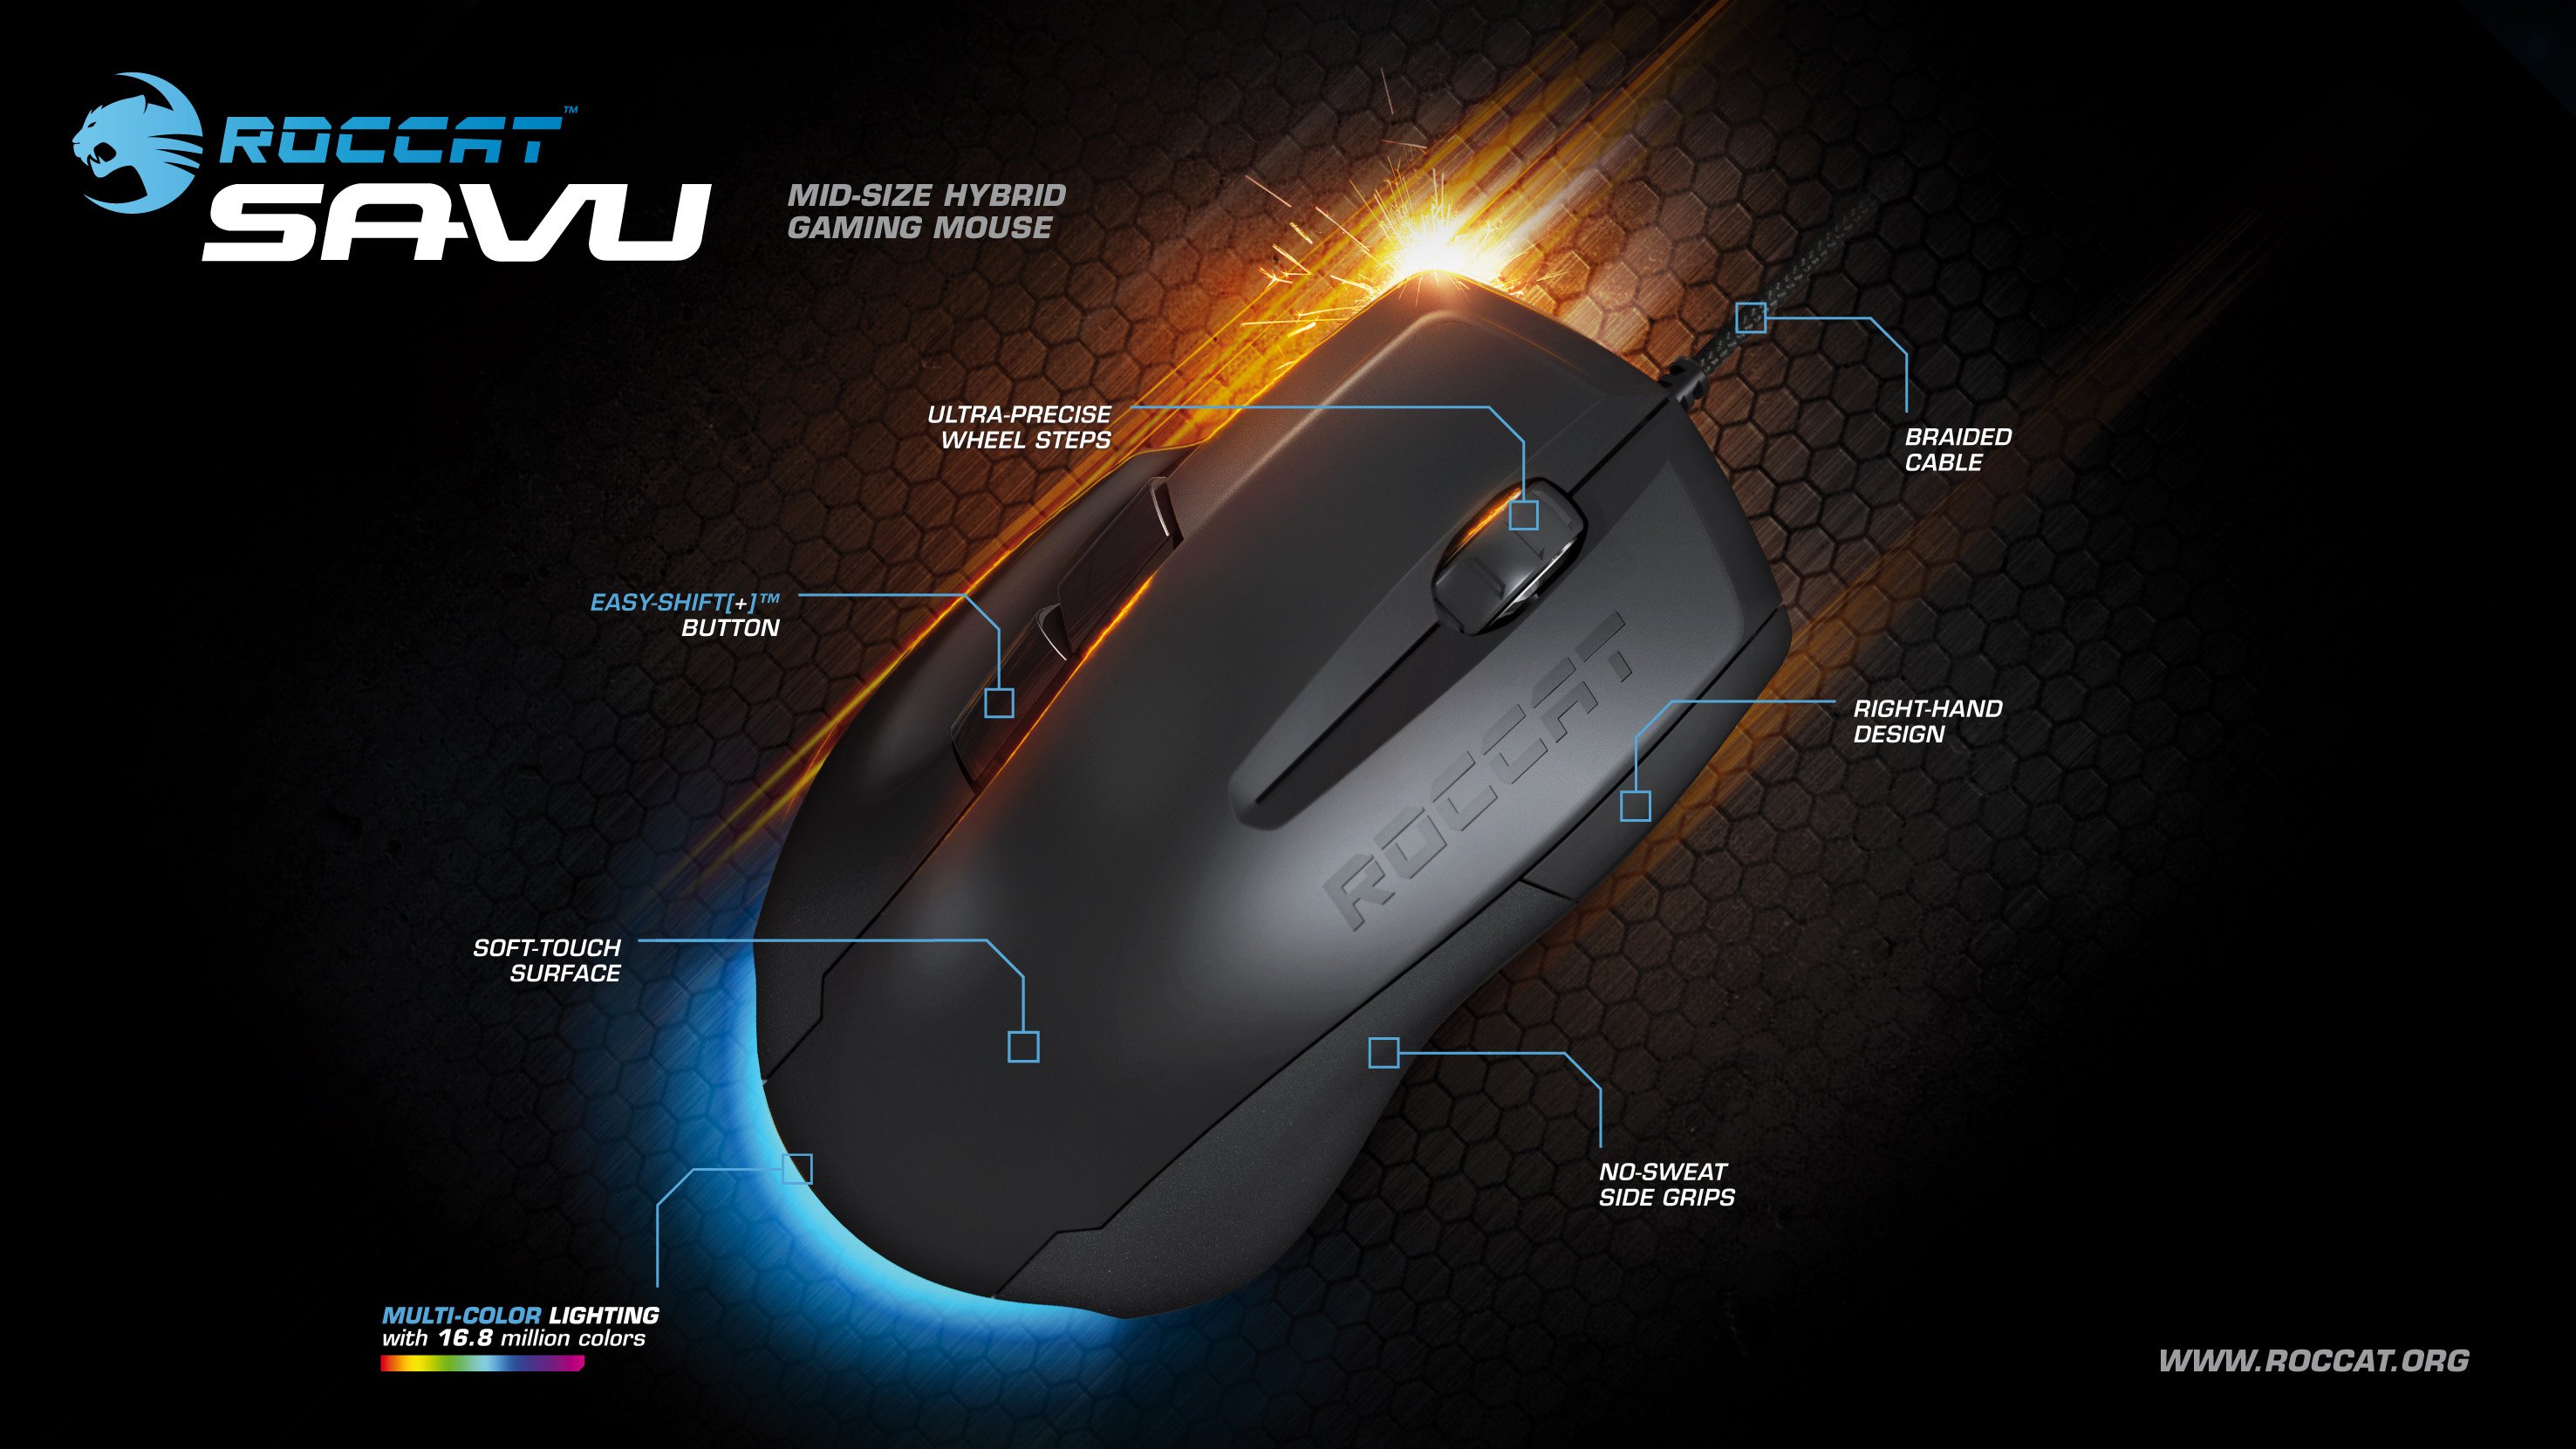 ROCCAT™
SAVU
MID-SIZE HYBRID
GAMING MOUSE
ULTRA-PRECISE
WHEEL STEPS
BRAIDED
CABLE
EASY-SHIFT[+]™
BUTTON
RIGHT-HAND
DESIGN
ROCCAT
SOFT-TOUCH
SURFACE
NO-SWEAT
SIDE GRIPS
MULTI-COLOR LIGHTING
with 16.8 million colors
WWW.ROCCAT.ORG